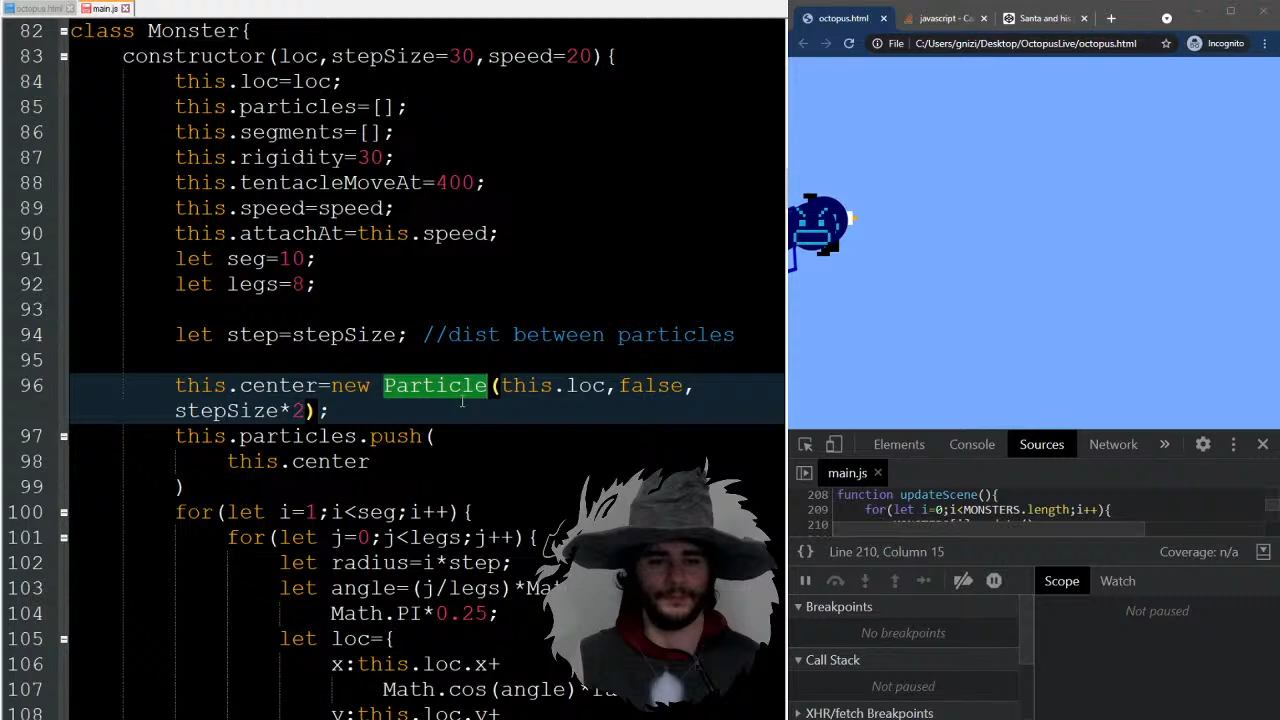 octopus.html
main.js
82 class Monster{
83 constructor(loc,stepSize=30,speed=20){
84 this.loc=loc;
85 this.particles=[];
86 this.segments=[];
87 this.rigidity=30;
88 this.tentacleMoveAt=400;
89 this.speed=speed;
90 this.attachAt=this.speed;
91 let seg=10;
92 let legs=8;
93
94 let step=stepSize; //dist between particles
95
96 this.center=new Particle(this.loc,false,
stepSize*2);
97 this.particles.push(
98 this.center
99 )
100 for(let i=1;i<seg;i++){
101 for(let j=0;j<legs;j++){
102 let radius=i*step;
103 let angle=(j/legs)*
104 Math.PI*0.25;
105 let loc={
106 x:this.loc.x+
107 Math.cos(angle)*
108 y:this.loc.y+
octopus.html
javascript - Ca
Santa and his
File C:/Users/gnizi/Desktop/OctopusLive/octopus.html
Incognito
Elements Console Sources Network
main.js
208 function updateScene(){
209 for(let i=0;i<MONSTERS.length;i++){
210
{} Line 210, Column 15
Coverage: n/a
Scope Watch
Breakpoints
No breakpoints
Call Stack
Not paused
XHR/fetch Breakpoints
Not paused